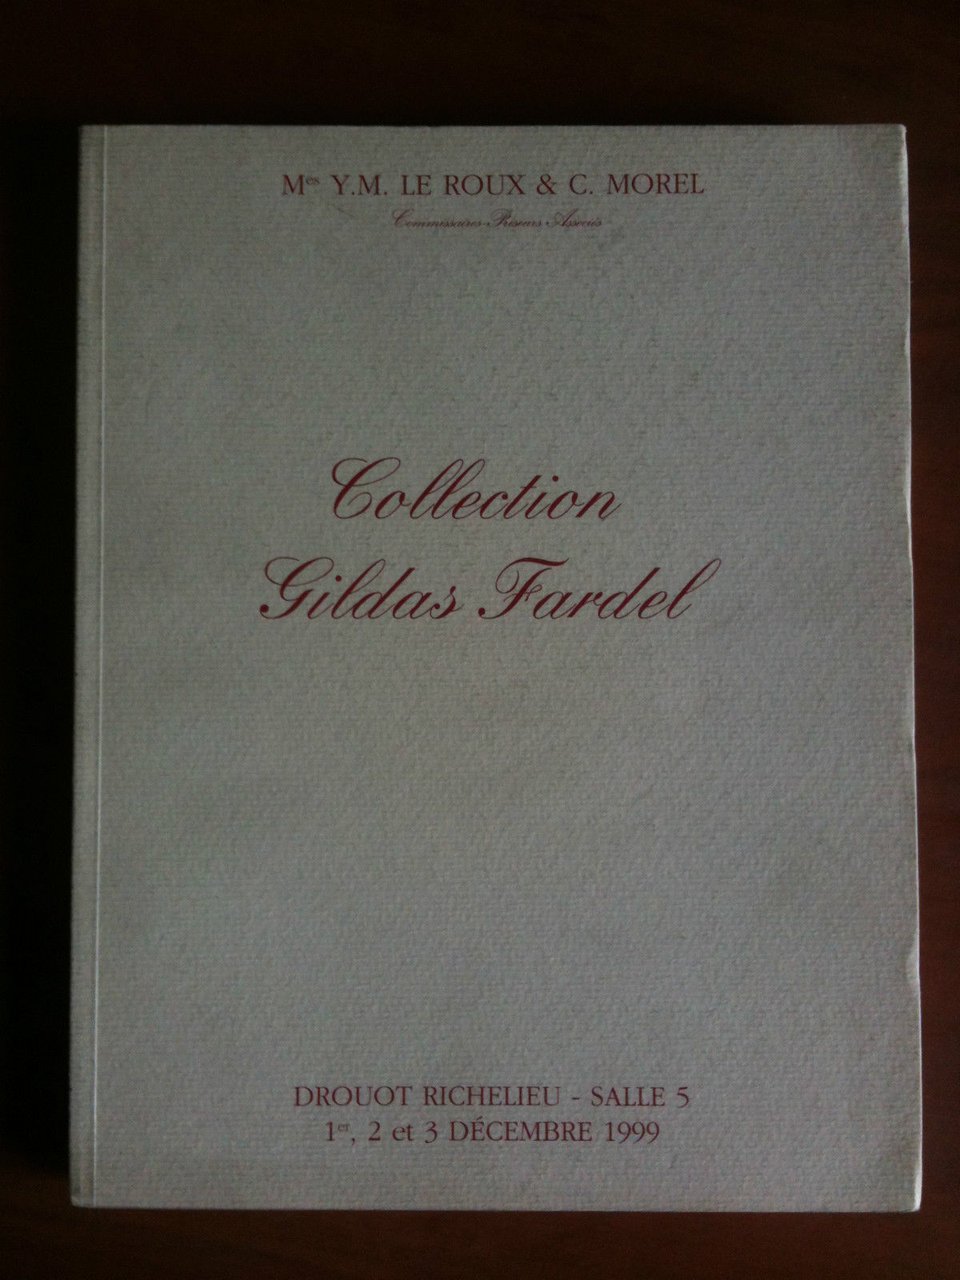 Mes Y.M. LE ROUX & C. MOREL
Commissaires-Priseurs Associés
Collection
Gildas Fardel
DROUOT RICHELIEU - SALLE 5
1er, 2 et 3 DÉCEMBRE 1999